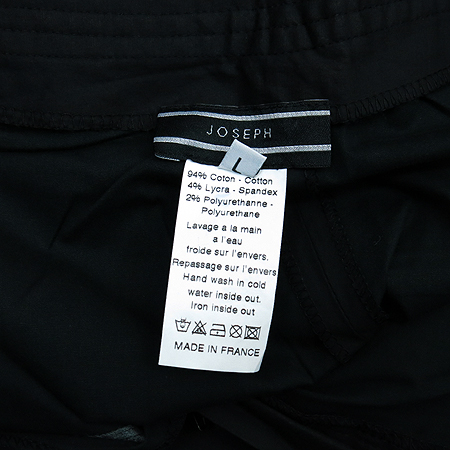 JOSEPH
L
94% Coton - Cotton
4% Lycra - Spandex
2% Polyurethanne -
Polyurethane
Lavage a la main
a l'eau
froide sur l'envers.
Repassage sur l'envers
Hand wash in cold
water inside out.
Iron inside out
MADE IN FRANCE